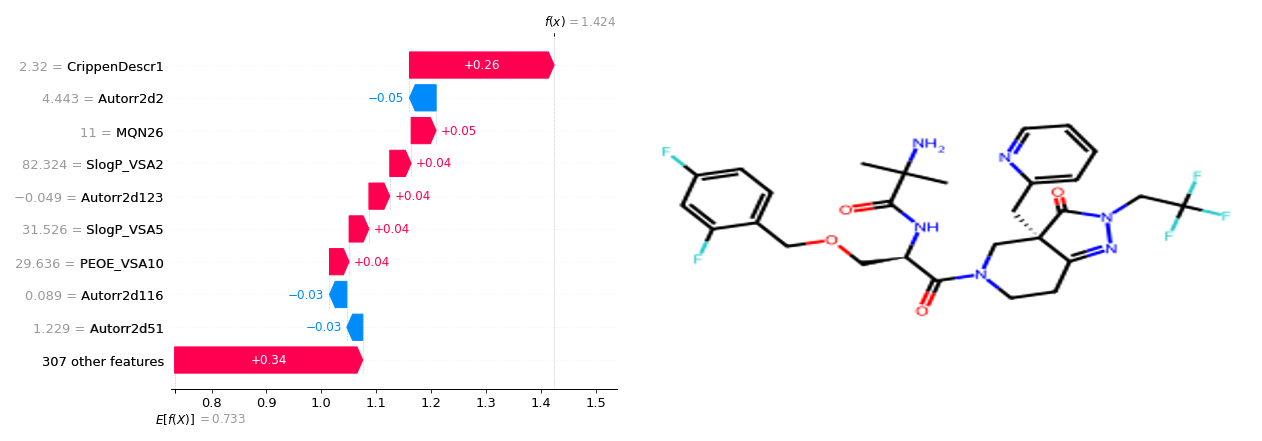 f(x) = 1.424
2.32 = CrippenDescr1
+0.26
4.443 = Autorr2d2
−0.05
11 = MQN26
+0.05
82.324 = SlogP_VSA2
+0.04
−0.049 = Autorr2d123
+0.04
31.526 = SlogP_VSA5
+0.04
29.636 = PEOE_VSA10
+0.04
0.089 = Autorr2d116
−0.03
1.229 = Autorr2d51
−0.03
307 other features
+0.34
0.8 0.9 1.0 1.1 1.2 1.3 1.4 1.5
E[f(X)] = 0.733
F
F
O
O
NH2
NH
O
N
N
O
N
N
F
F
F